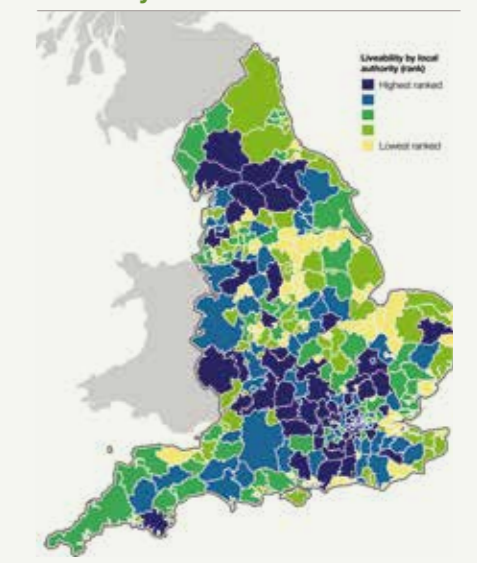 Liveability by local
authority (rank)
Highest ranked
Lowest ranked